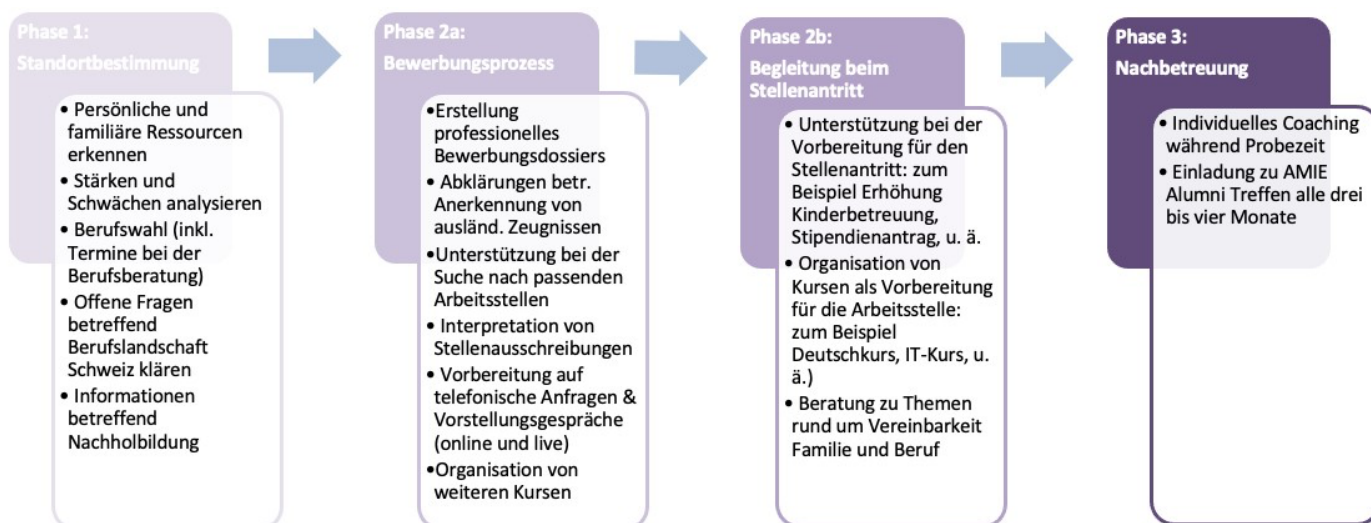 Phase 1:
Standortbestimmung
• Persönliche und
familiäre Ressourcen
erkennen
• Stärken und
Schwächen analysieren
• Berufswahl (inkl.
Termine bei der
Berufsberatung)
• Offene Fragen
betreffend
Berufslandschaft
Schweiz klären
• Informationen
betreffend
Nachholbildung
Phase 2a:
Bewerbungsprozess
•Erstellung
professionelles
Bewerbungsdossiers
• Abklärungen betr.
Anerkennung von
ausländ. Zeugnissen
•Unterstützung bei der
Suche nach passenden
Arbeitsstellen
• Interpretation von
Stellenausschreibungen
• Vorbereitung auf
telefonische Anfragen &
Vorstellungsgespräche
(online und live)
•Organisation von
weiteren Kursen
Phase 2b:
Begleitung beim
Stellenantritt
• Unterstützung bei der
Vorbereitung für den
Stellenantritt: zum
Beispiel Erhöhung
Kinderbetreuung,
Stipendienantrag, u. ä.
• Organisation von
Kursen als Vorbereitung
für die Arbeitsstelle:
zum Beispiel
Deutschkurs, IT-Kurs, u.
ä.)
• Beratung zu Themen
rund um Vereinbarkeit
Familie und Beruf
Phase 3:
Nachbetreuung
• Individuelles Coaching
während Probezeit
• Einladung zu AMIE
Alumni Treffen alle drei
bis vier Monate